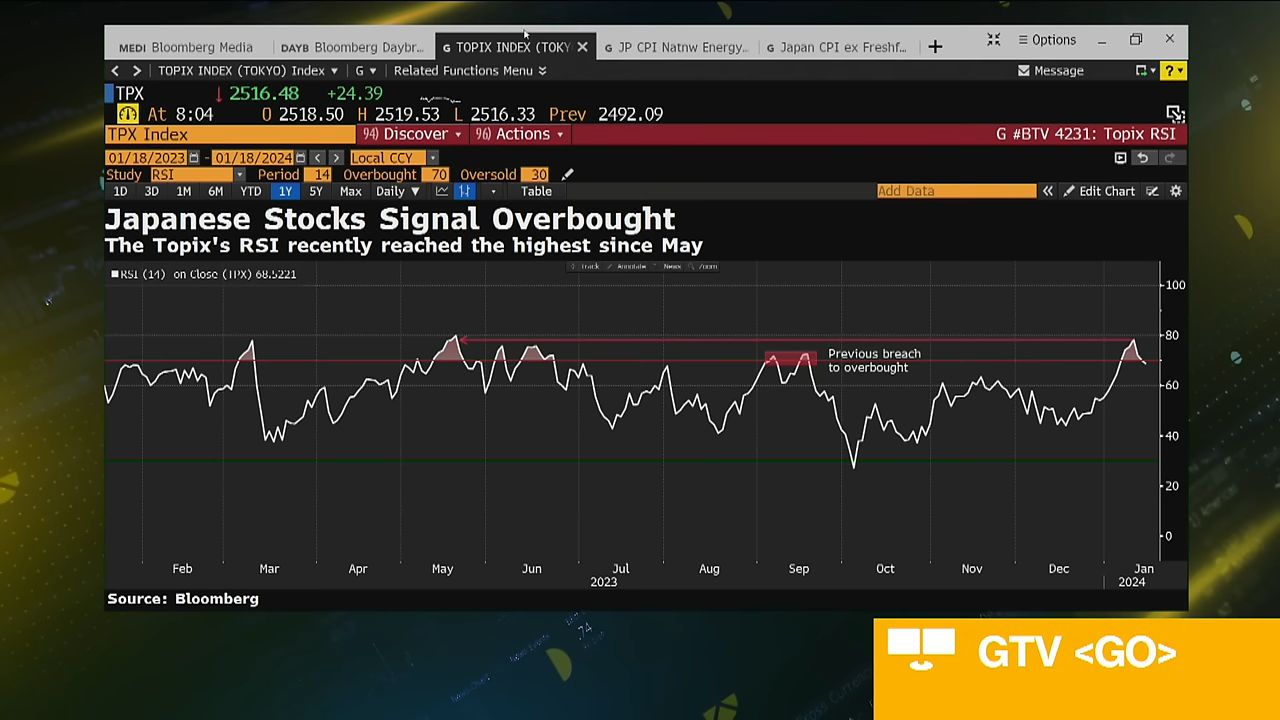 MEDI Bloomberg Media DAYB Bloomberg Daybr... G TOPIX INDEX (TOKY G JP CPI Natnw Energy... G Japan CPI ex Freshf... Options
TOPIX INDEX (TOKYO) Index G Related Functions Menu Message ?
TPX 2516.48 +24.39
At 8:04 O 2518.50 H 2519.53 L 2516.33 Prev 2492.09
TPX Index 94) Discover 96) Actions G #BTV 4231: Topix RSI
01/18/2023 - 01/18/2024 Local CCY
Study RSI Period 14 Overbought 70 Oversold 30
1D 3D 1M 6M YTD 1Y 5Y Max Daily Table Add Data Edit Chart
Japanese Stocks Signal Overbought
The Topix's RSI recently reached the highest since May
Track Annotate News Zoom
RSI (14) on Close (TPX) 68.5221
100
80
Previous breach
to overbought
60
40
20
0
Feb Mar Apr May Jun Jul Aug Sep Oct Nov Dec Jan
2023 2024
Source: Bloomberg
GTV <GO>